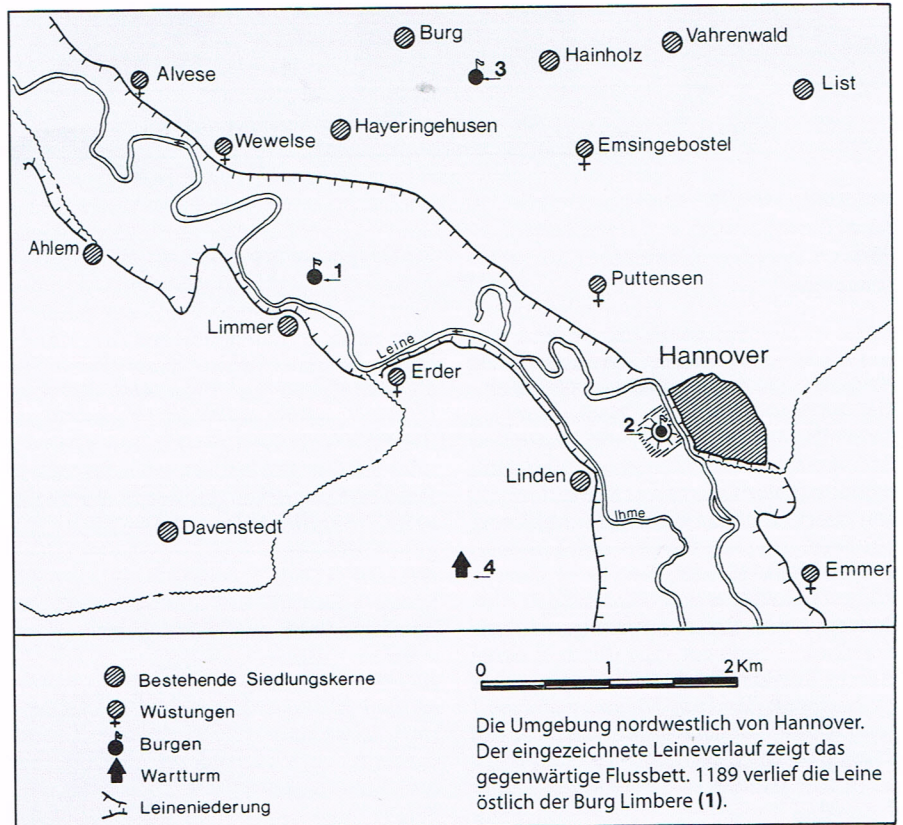 Burg
Vahrenwald
3
Hainholz
Alvese
List
Hayeringehusen
Wewelse
Emsingebostel
Ahlem
1
Puttensen
Limmer
Leine
Hannover
Erder
2
Linden
Ihme
Davenstedt
4
Emmer
0 1 2 Km
Bestehende Siedlungskerne
Wüstungen
Burgen
Wartturm
Leineniederung
Die Umgebung nordwestlich von Hannover.
Der eingezeichnete Leineverlauf zeigt das
gegenwärtige Flussbett. 1189 verlief die Leine
östlich der Burg Limbere (1).